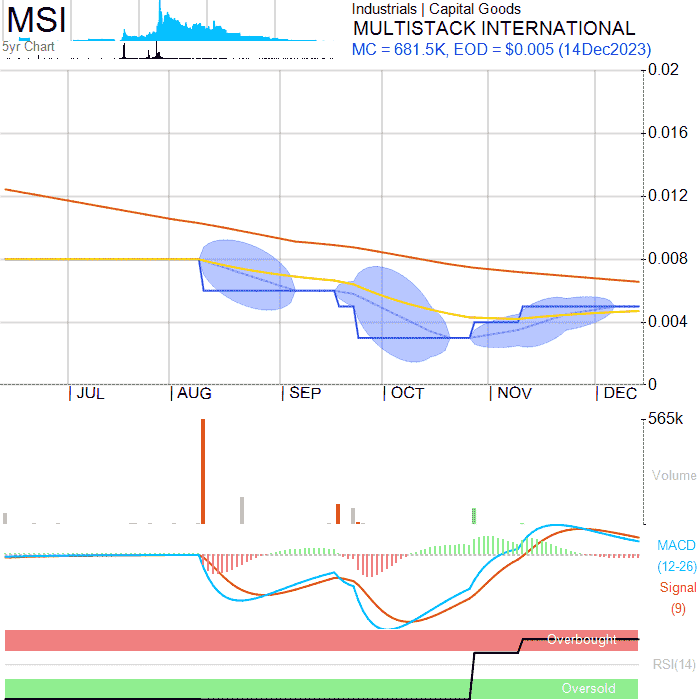 MSI
5yr Chart
Industrials | Capital Goods
MULTISTACK INTERNATIONAL
MC = 681.5K, EOD = $0.005 (14Dec2023)
0.02
0.016
0.012
0.008
0.004
0
JUL AUG SEP OCT NOV DEC
565k
Volume
MACD
(12-26)
Signal
(9)
Overbought
RSI(14)
Oversold